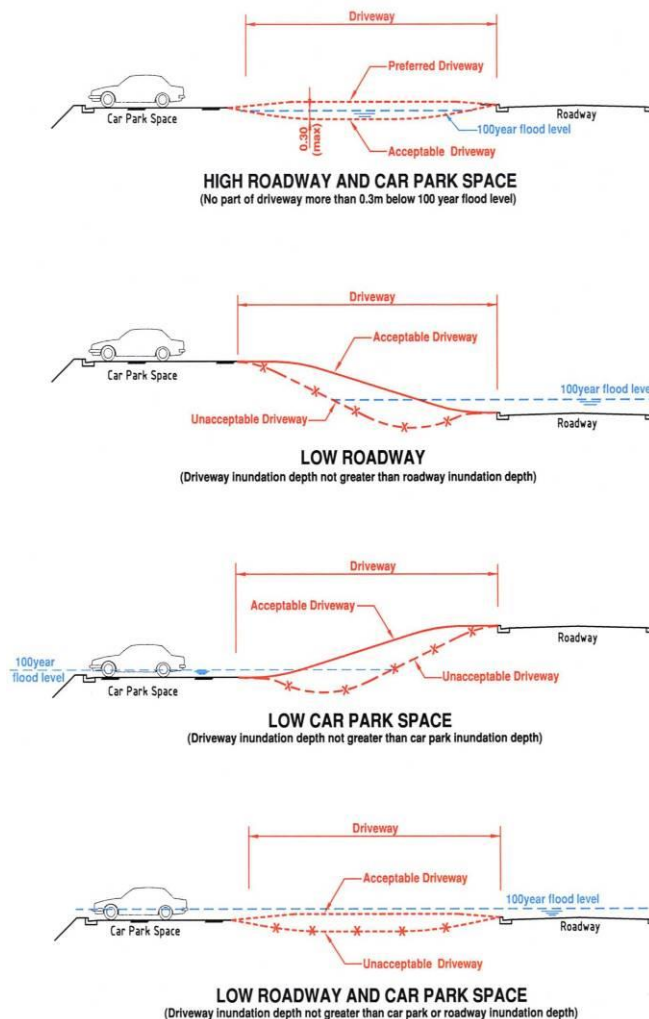 Driveway
Preferred Driveway
Car Park Space
Roadway
100year flood level
0.30
(max)
Acceptable Driveway
HIGH ROADWAY AND CAR PARK SPACE
(No part of driveway more than 0.3m below 100 year flood level)
Driveway
Acceptable Driveway
Car Park Space
100year flood level
Unacceptable Driveway
Roadway
LOW ROADWAY
(Driveway inundation depth not greater than roadway inundation depth)
Driveway
Acceptable Driveway
Roadway
100year
flood level
Unacceptable Driveway
Car Park Space
LOW CAR PARK SPACE
(Driveway inundation depth not greater than car park inundation depth)
Driveway
Acceptable Driveway
100year flood level
Car Park Space
Roadway
Unacceptable Driveway
LOW ROADWAY AND CAR PARK SPACE
(Driveway inundation depth not greater than car park or roadway inundation depth)